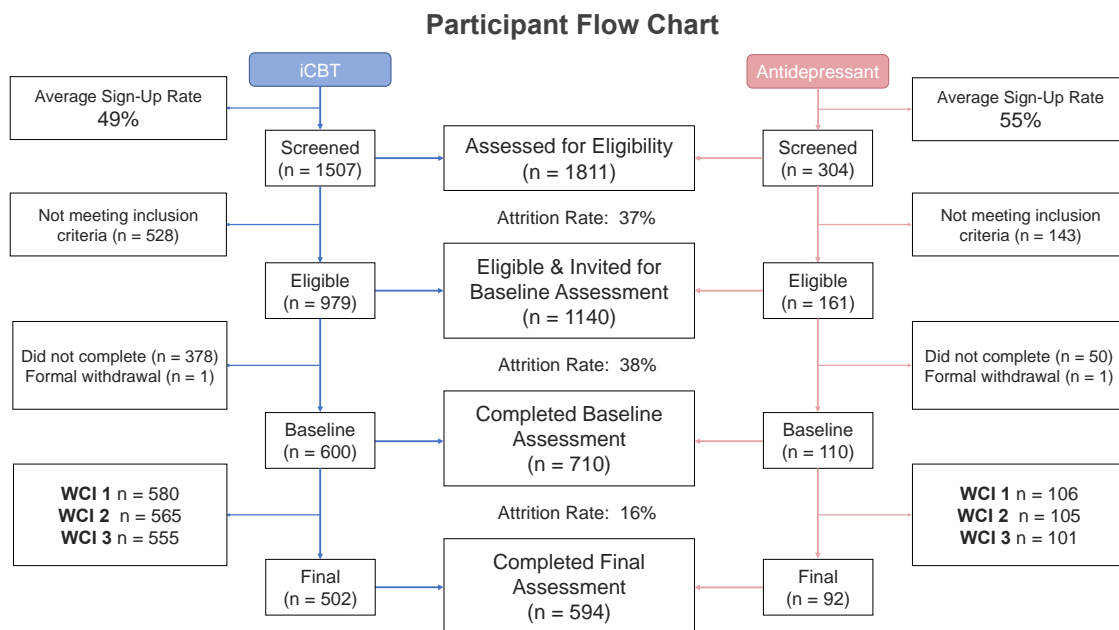 Participant Flow Chart
iCBT
Antidepressant
Average Sign-Up Rate
49%
Average Sign-Up Rate
55%
Screened
(n = 1507)
Assessed for Eligibility
(n = 1811)
Screened
(n = 304)
Not meeting inclusion
criteria (n = 528)
Attrition Rate:  37%
Not meeting inclusion
criteria (n = 143)
Eligible
(n = 979)
Eligible & Invited for
Baseline Assessment
(n = 1140)
Eligible
(n = 161)
Did not complete (n = 378)
Formal withdrawal (n = 1)
Attrition Rate:  38%
Did not complete (n = 50)
Formal withdrawal (n = 1)
Baseline
(n = 600)
Completed Baseline
Assessment
(n = 710)
Baseline
(n = 110)
WCI 1 n = 580
WCI 2  n = 565
WCI 3 n = 555
Attrition Rate:  16%
WCI 1  n = 106
WCI 2  n = 105
WCI 3  n = 101
Final
(n = 502)
Completed Final
Assessment
(n = 594)
Final
(n = 92)